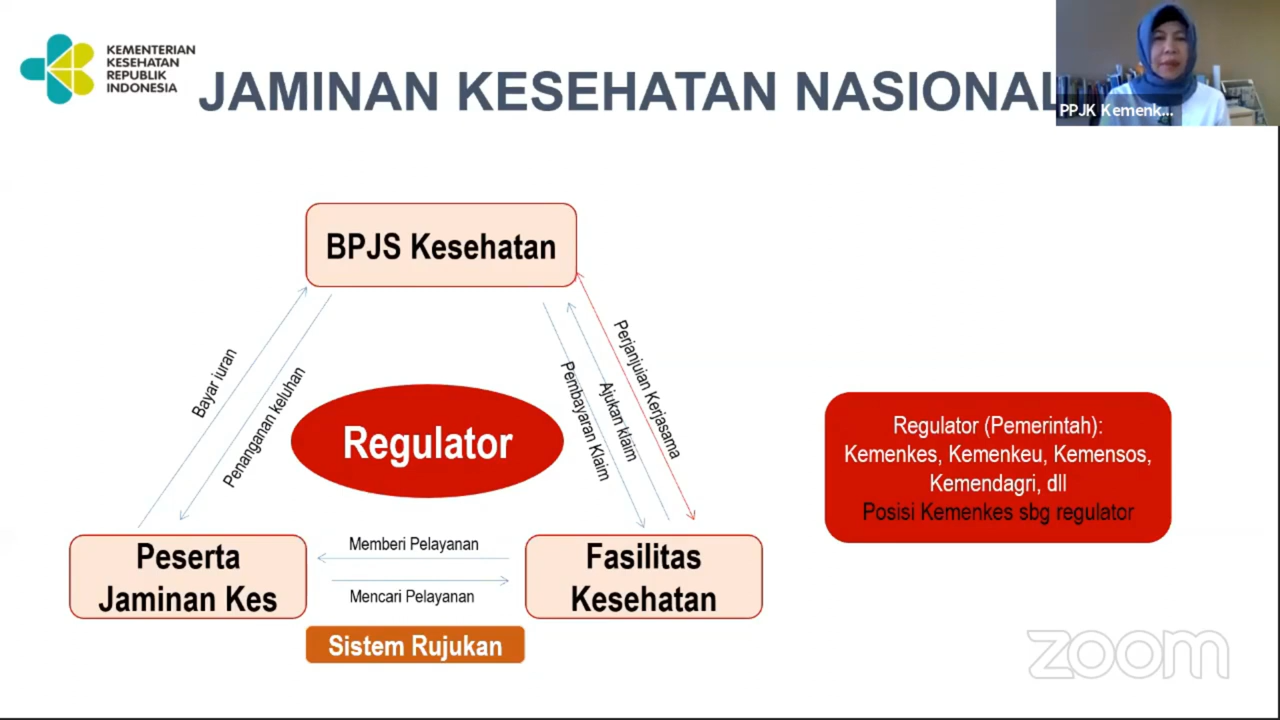 KEMENTERIAN
KESEHATAN
REPUBLIK
INDONESIA
JAMINAN KESEHATAN NASIONAL
PPJK Kemenk...
BPJS Kesehatan
Bayar iuran
Penanganan keluhan
Regulator
Pembayaran Klaim
Ajukan klaim
Perjanjuian Kerjasama
Regulator (Pemerintah):
Kemenkes, Kemenkeu, Kemensos,
Kemendagri, dll
Posisi Kemenkes sbg regulator
Peserta
Jaminan Kes
Memberi Pelayanan
Mencari Pelayanan
Fasilitas
Kesehatan
Sistem Rujukan
zoom